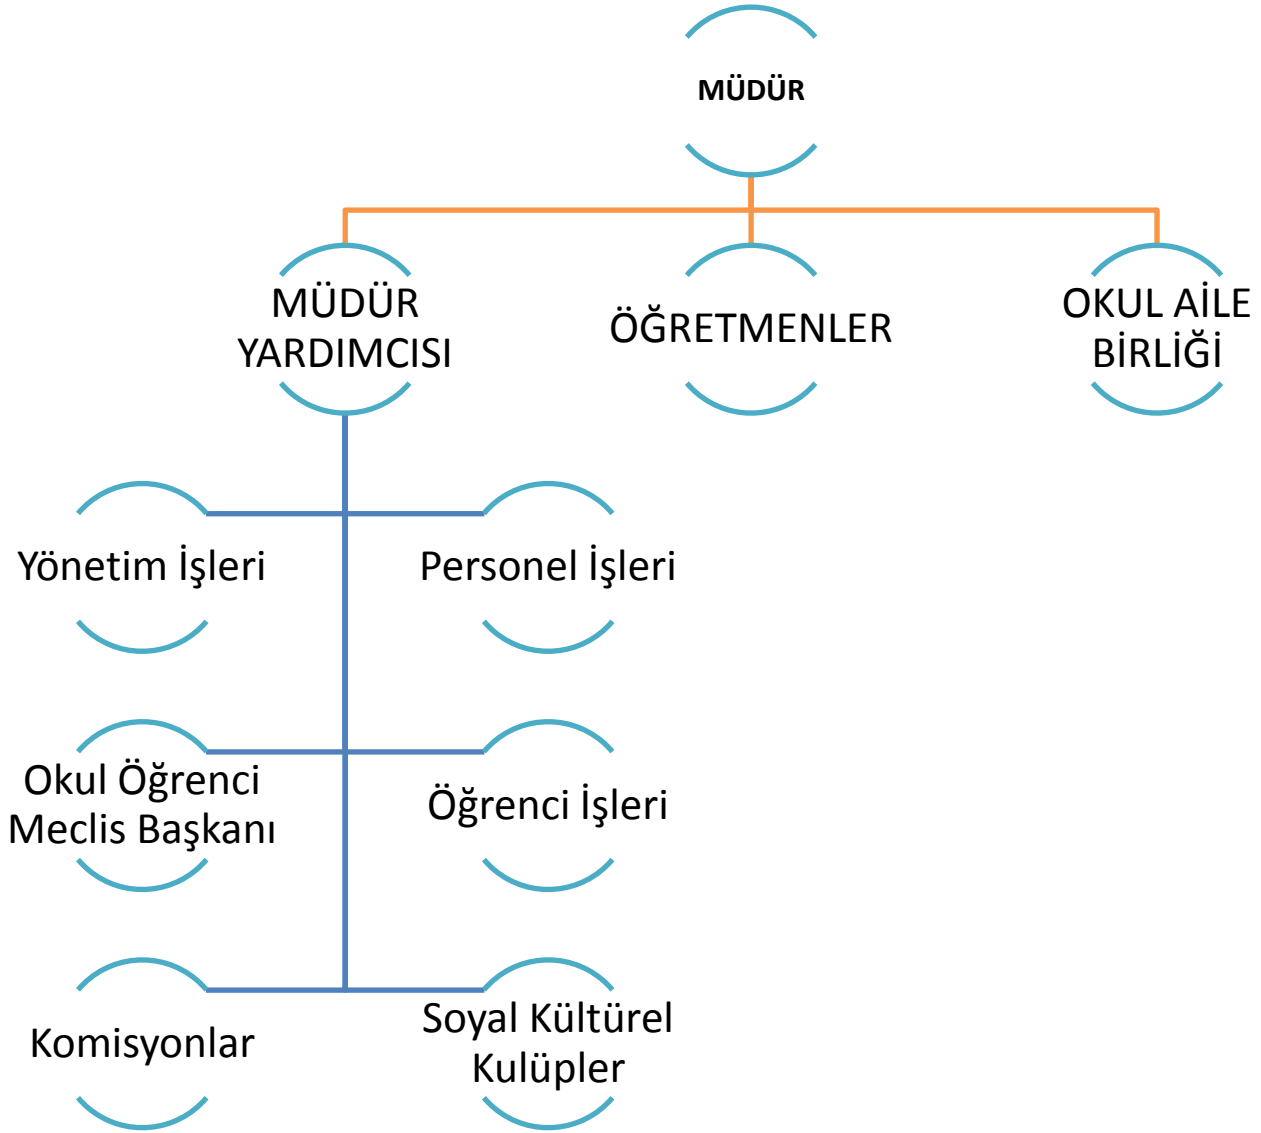 MÜDÜR
MÜDÜR
YARDIMCISI
ÖĞRETMENLER
OKUL AİLE
BİRLİĞİ
Yönetim İşleri
Personel İşleri
Okul Öğrenci
Meclis Başkanı
Öğrenci İşleri
Komisyonlar
Soyal Kültürel
Kulüpler